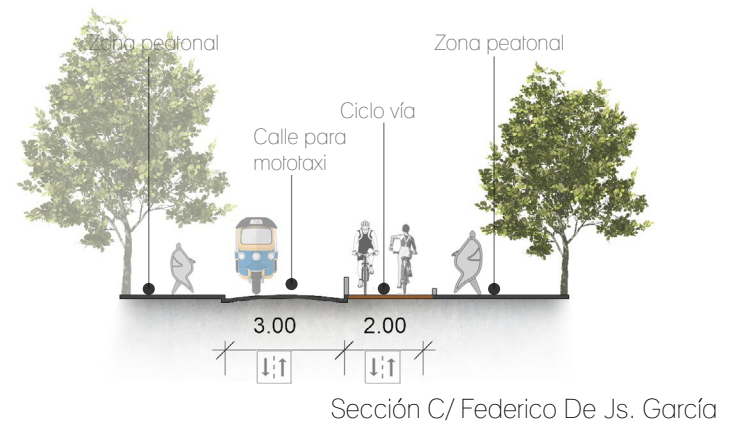 Zona peatonal
Zona peatonal
Ciclo vía
Calle para
mototaxi
3.00
2.00
Sección C/ Federico De Js. García